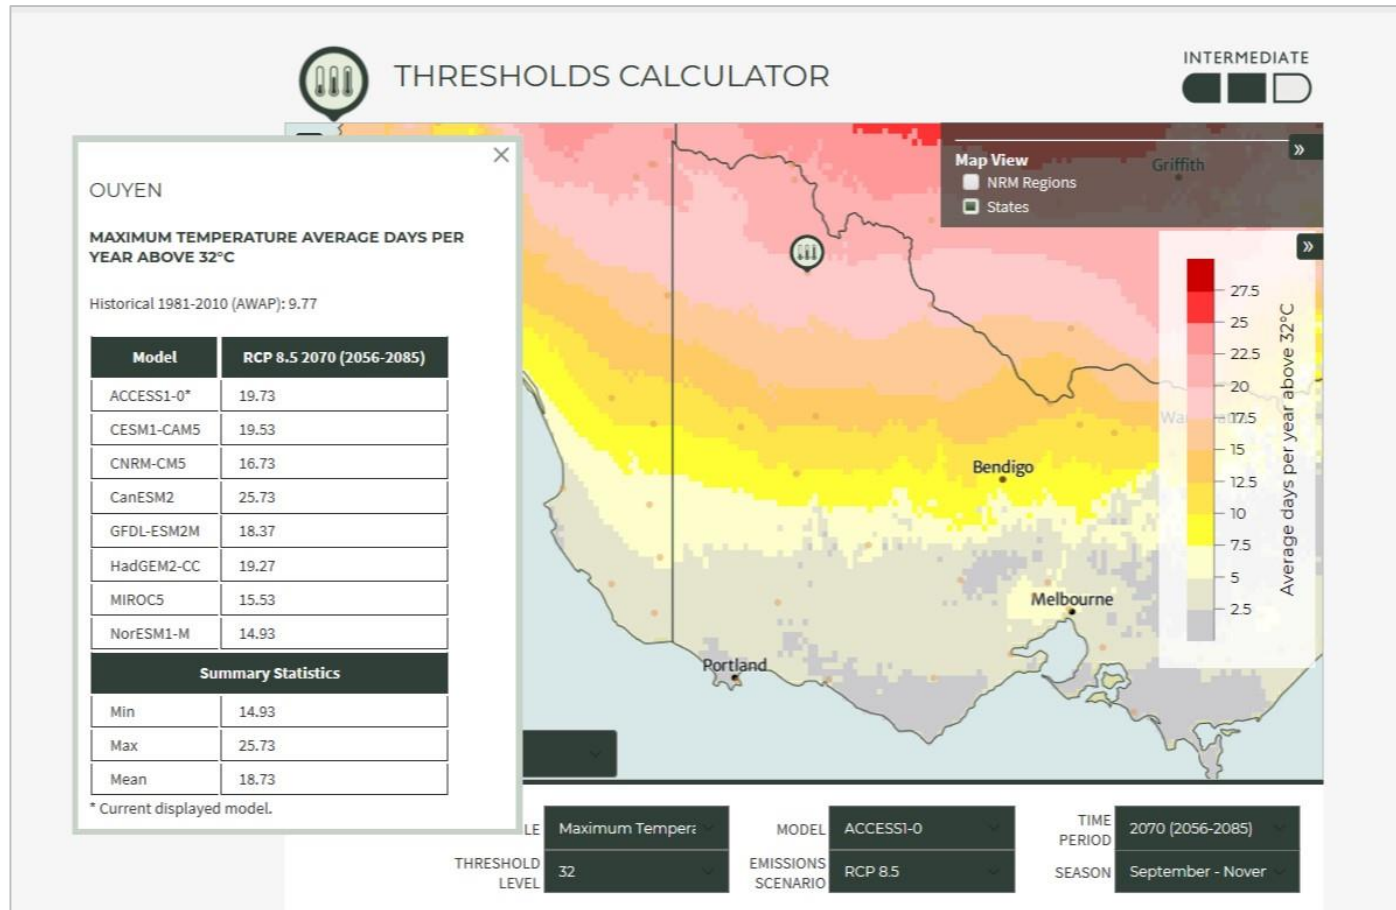 THRESHOLDS CALCULATOR
INTERMEDIATE
OUYEN
MAXIMUM TEMPERATURE AVERAGE DAYS PER
YEAR ABOVE 32°C
Historical 1981-2010 (AWAP): 9.77
Model RCP 8.5 2070 (2056-2085)
ACCESS1-0* 19.73
CESM1-CAM5 19.53
CNRM-CM5 16.73
CanESM2 25.73
GFDL-ESM2M 18.37
HadGEM2-CC 19.27
MIROC5 15.53
NorESM1-M 14.93
Summary Statistics
Min 14.93
Max 25.73
Mean 18.73
* Current displayed model.
Map View
NRM Regions
States
Griffith
Bendigo
Melbourne
Portland
27.5
25
22.5
20
17.5
15
12.5
10
7.5
5
2.5
Average days per year above 32°C
LE Maximum Tempera
MODEL ACCESS1-0
TIME
PERIOD 2070 (2056-2085)
THRESHOLD
LEVEL 32
EMISSIONS
SCENARIO RCP 8.5
SEASON September - Nover